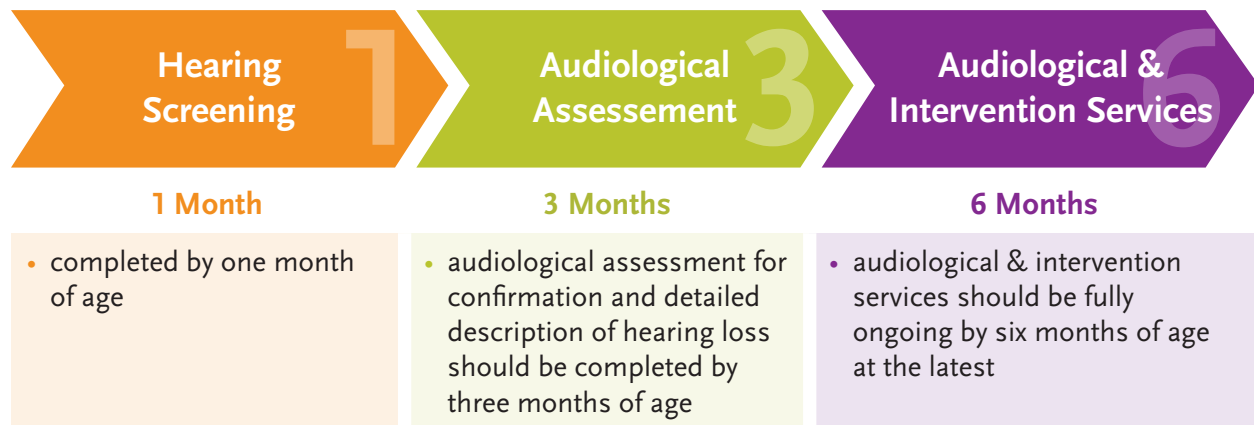 Hearing
Screening
1
Audiological
Assessement
3
Audiological &
Intervention Services
6
1 Month
• completed by one month
of age
3 Months
• audiological assessment for
confirmation and detailed
description of hearing loss
should be completed by
three months of age
6 Months
• audiological & intervention
services should be fully
ongoing by six months of age
at the latest